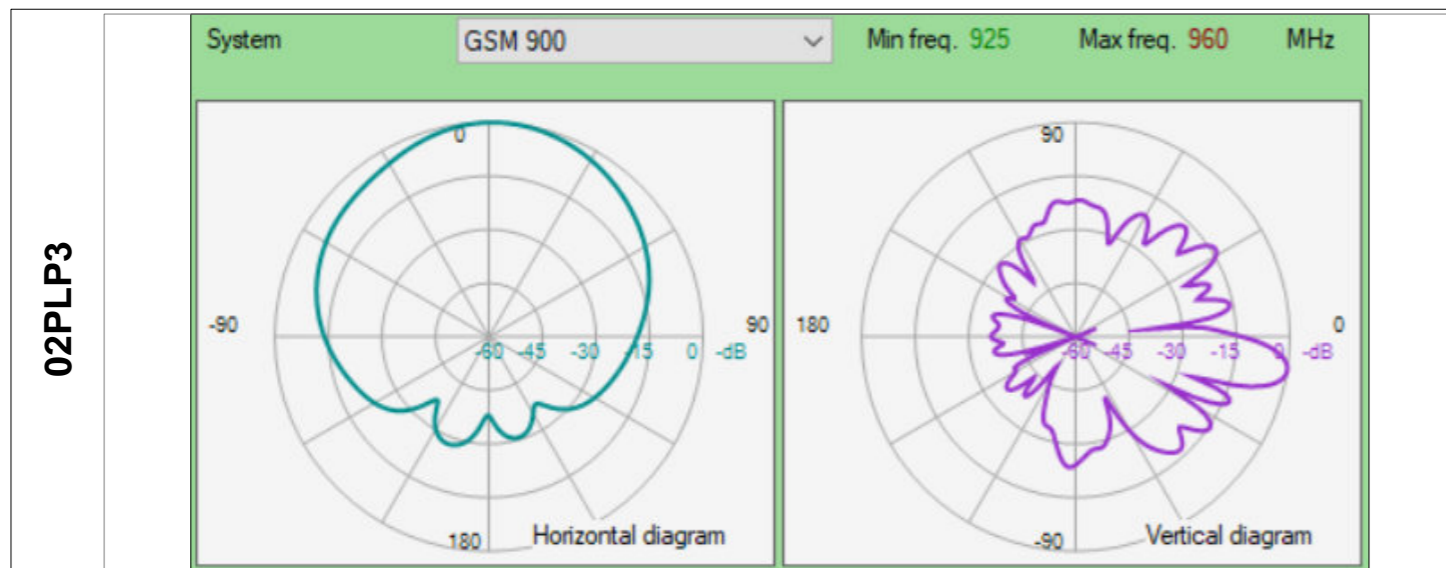 02PLP3
System GSM 900 Min freq. 925 Max freq. 960 MHz
0
-90 90
-60 -45 -30 -15 0 -dB
180 Horizontal diagram
90
180 0
-60 -45 -30 -15 0 -dB
-90 Vertical diagram